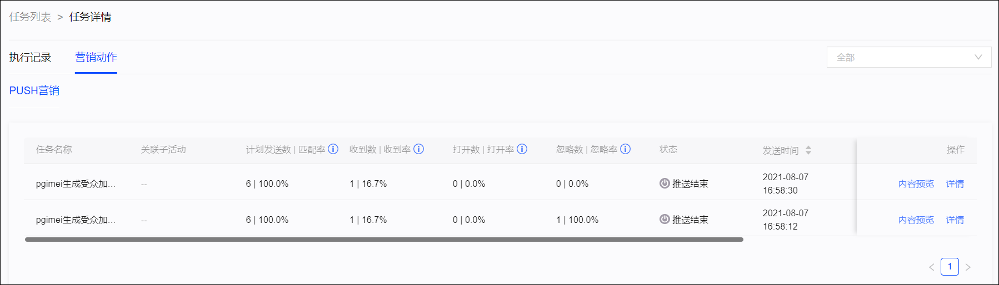 任务列表 > 任务详情
执行记录 营销动作 全部
PUSH营销
任务名称 关联子活动 计划发送数 | 匹配率 收到数 | 收到率 打开数 | 打开率 忽略数 | 忽略率 状态 发送时间 操作
pgimei生成受众加... -- 6 | 100.0% 1 | 16.7% 0 | 0.0% 0 | 0.0% 推送结束 2021-08-07 内容预览 详情
16:58:30
pgimei生成受众加... -- 6 | 100.0% 1 | 16.7% 0 | 0.0% 1 | 100.0% 推送结束 2021-08-07 内容预览 详情
16:58:12
< 1 >